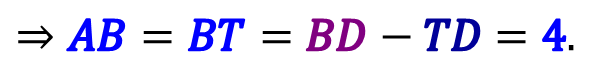 ⇒ AB = BT = BD − TD = 4.